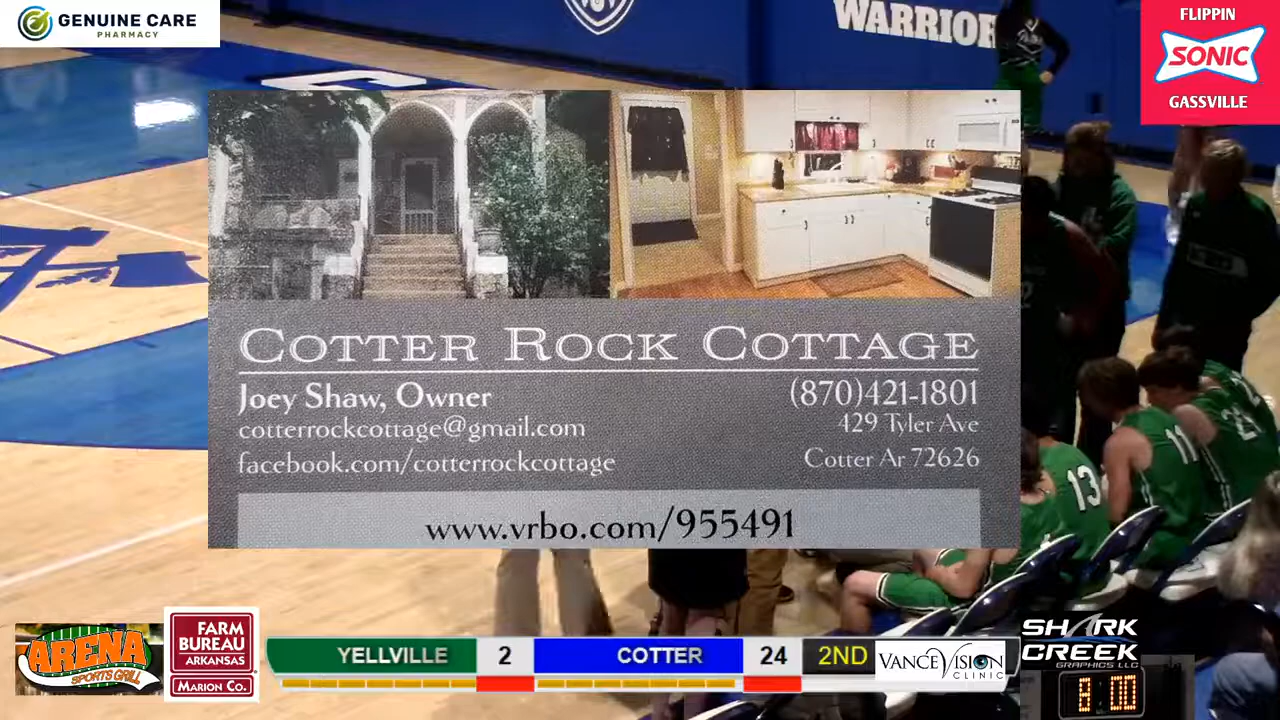 GENUINE CARE
PHARMACY
WARRIOR
FLIPPIN
SONIC
GASSVILLE
COTTER ROCK COTTAGE
Joey Shaw, Owner
(870)421-1801
cotterrockcottage@gmail.com
429 Tyler Ave
facebook.com/cotterrockcottage
Cotter Ar 72626
www.vrbo.com/955491
13
11
ARENA
SPORTS GRILL
FARM
BUREAU
ARKANSAS
MARION CO.
YELLVILLE 2 COTTER 24 2ND
VANCE VISION
CLINIC
SHARK
CREEK
GRAPHICS LLC
8:00